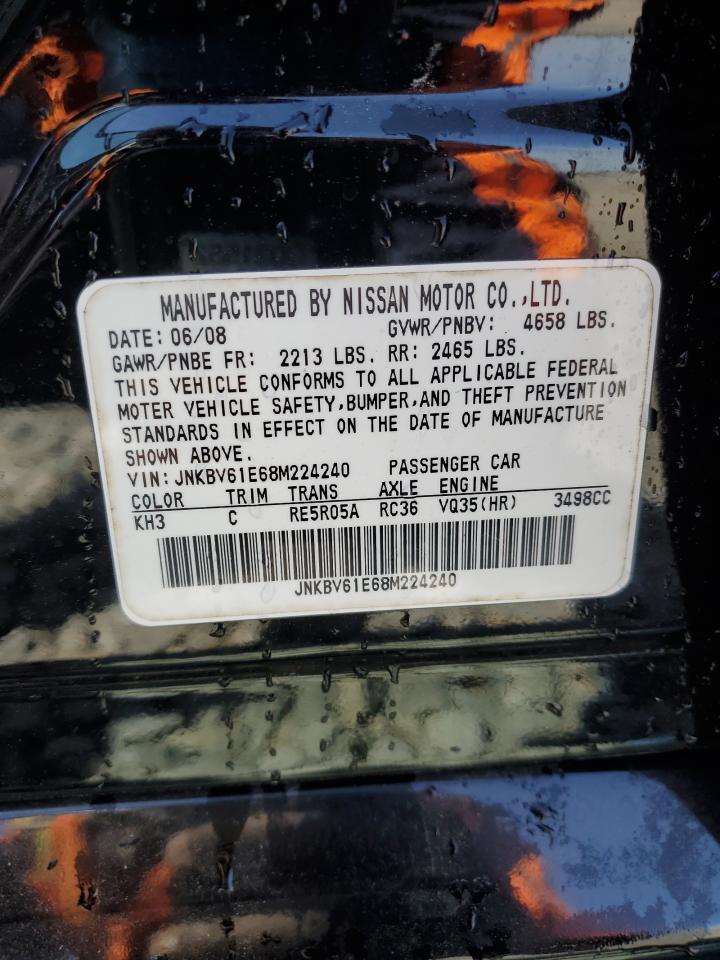 MANUFACTURED BY NISSAN MOTOR CO.,LTD.
DATE: 06/08 GVWR/PNBV: 4658 LBS.
GAWR/PNBE FR: 2213 LBS. RR: 2465 LBS.
THIS VEHICLE CONFORMS TO ALL APPLICABLE FEDERAL
MOTER VEHICLE SAFETY,BUMPER,AND THEFT PREVENTION
STANDARDS IN EFFECT ON THE DATE OF MANUFACTURE
SHOWN ABOVE.
VIN: JNKBV61E68M224240 PASSENGER CAR
COLOR TRIM TRANS AXLE ENGINE
KH3 C RE5R05A RC36 VQ35(HR) 3498CC
JNKBV61E68M224240